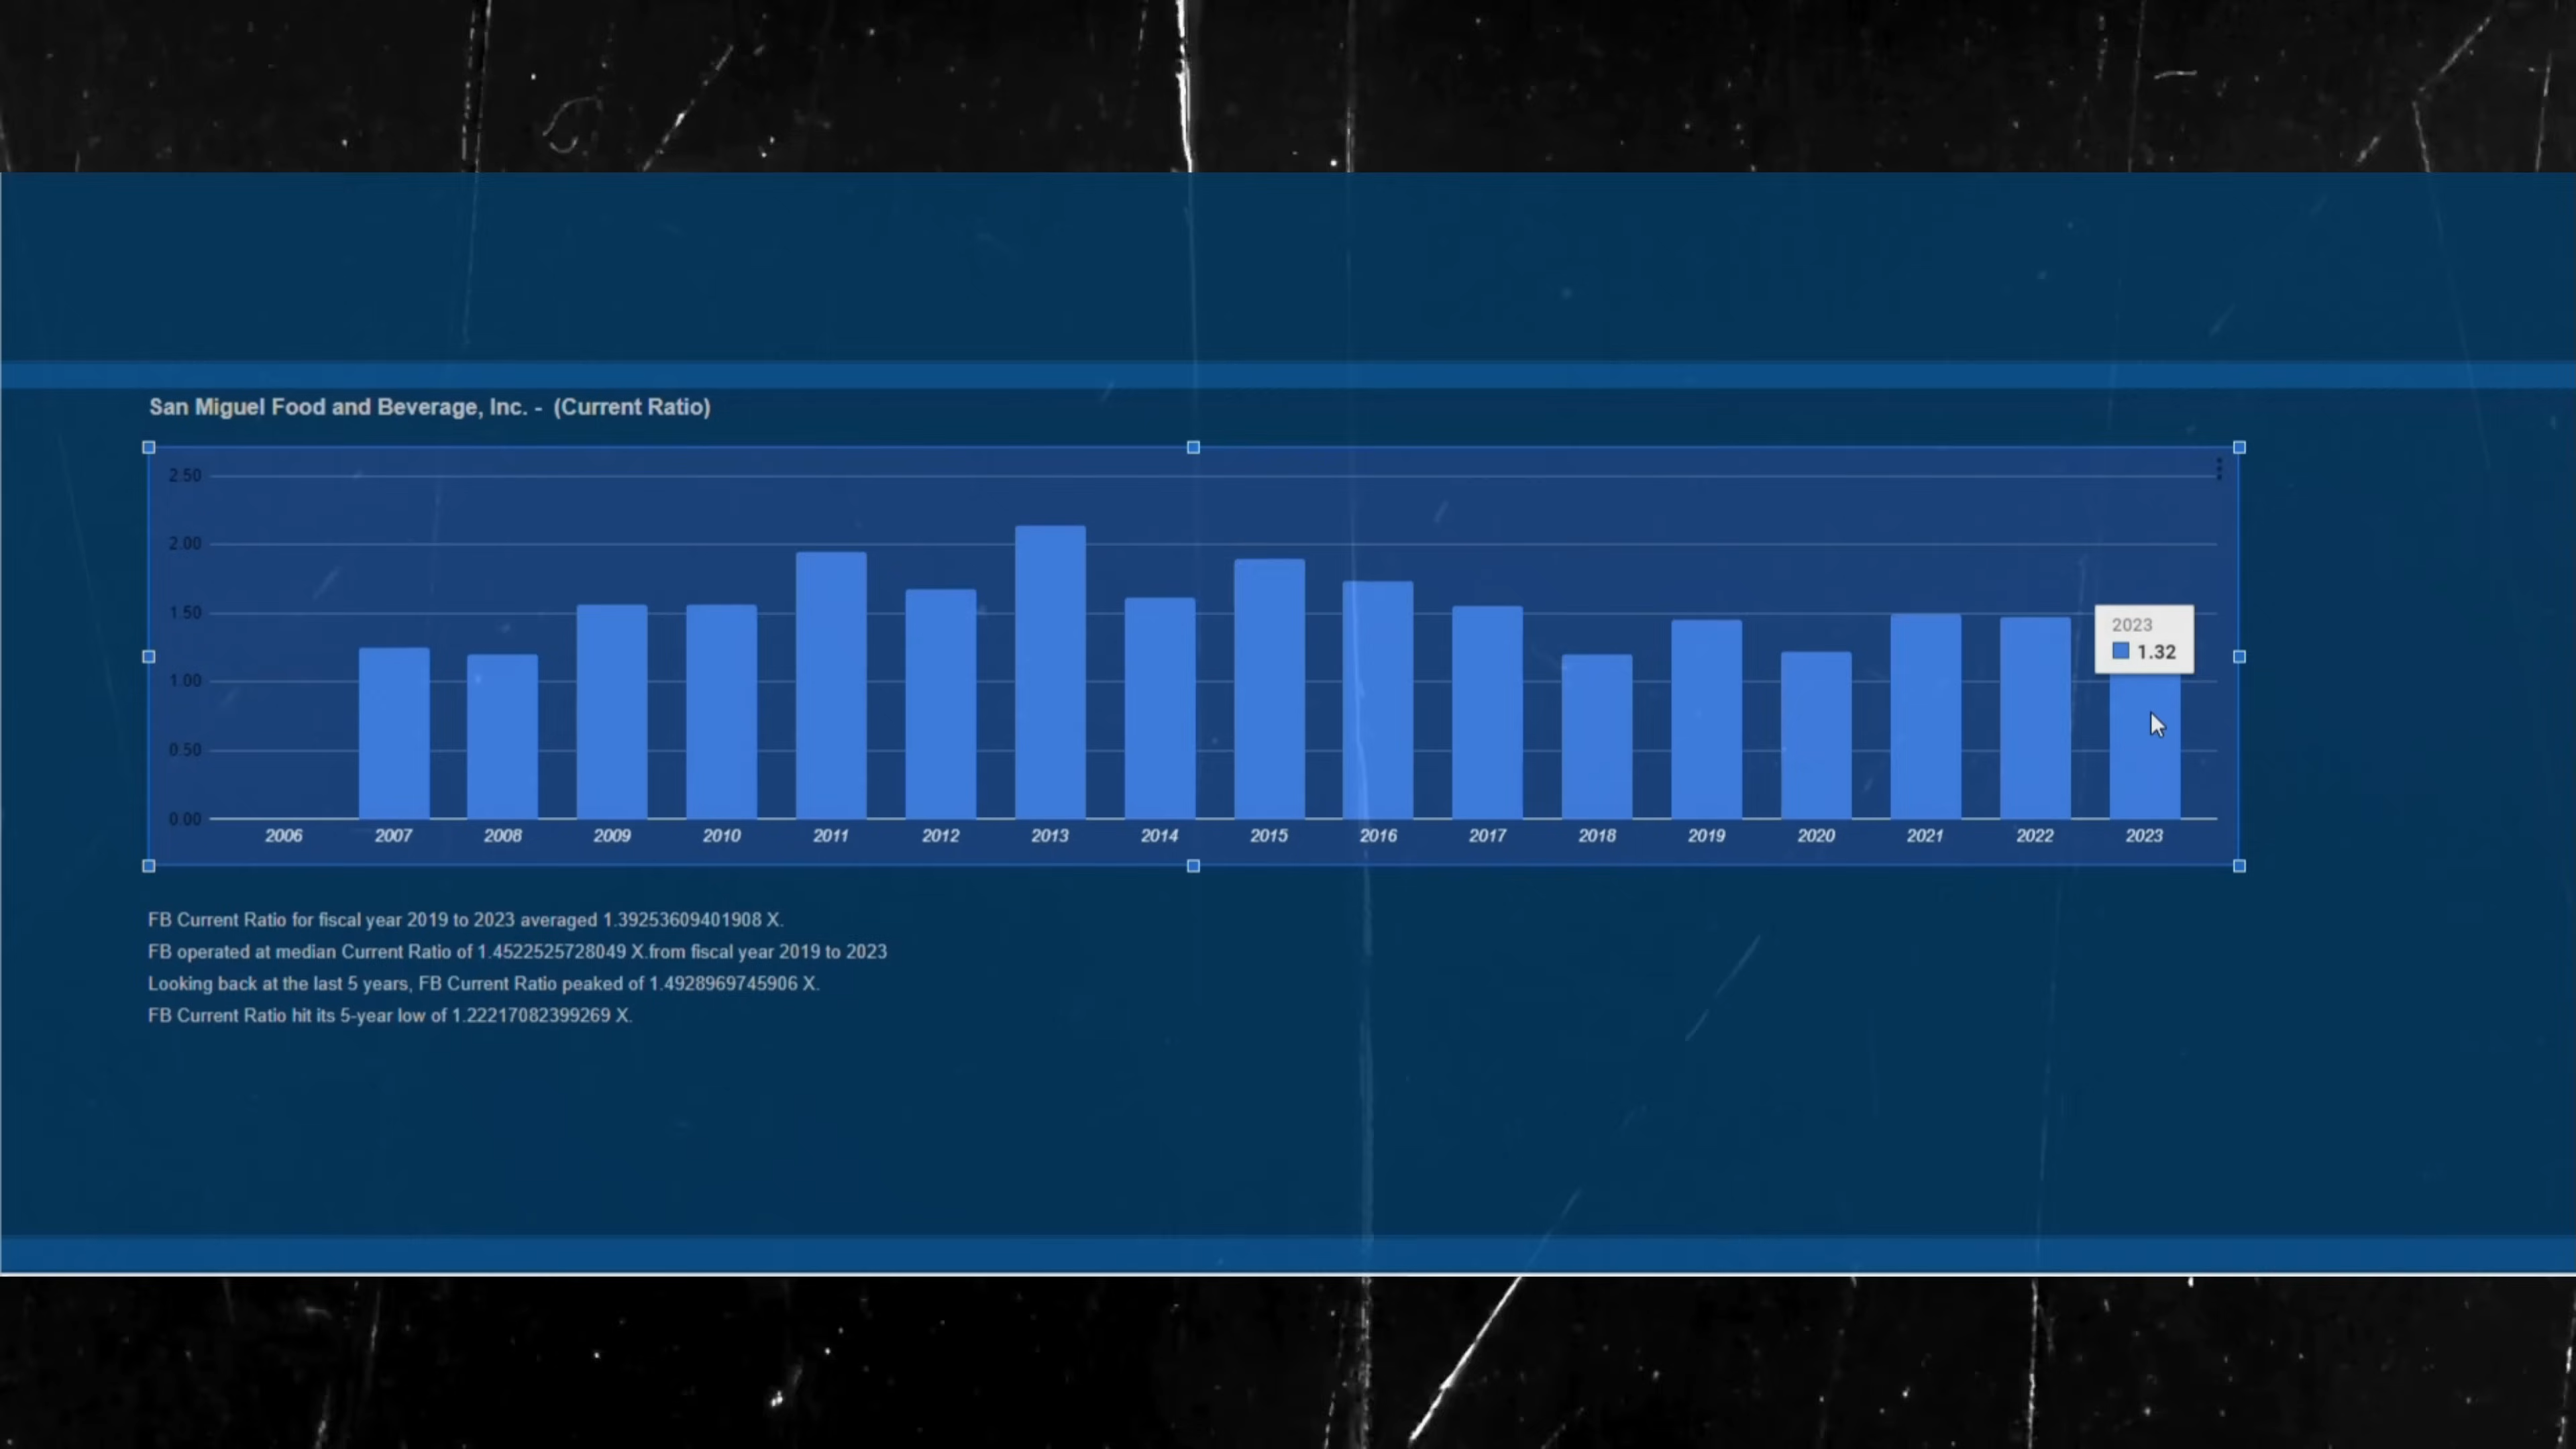 San Miguel Food and Beverage, Inc. - (Current Ratio)
2.50
2.00
1.50
1.00
0.50
0.00
2023
1.32
2006 2007 2008 2009 2010 2011 2012 2013 2014 2015 2016 2017 2018 2019 2020 2021 2022 2023
FB Current Ratio for fiscal year 2019 to 2023 averaged 1.39253609401908 X.
FB operated at median Current Ratio of 1.4522525728049 X.from fiscal year 2019 to 2023
Looking back at the last 5 years, FB Current Ratio peaked of 1.4928969745906 X.
FB Current Ratio hit its 5-year low of 1.22217082399269 X.